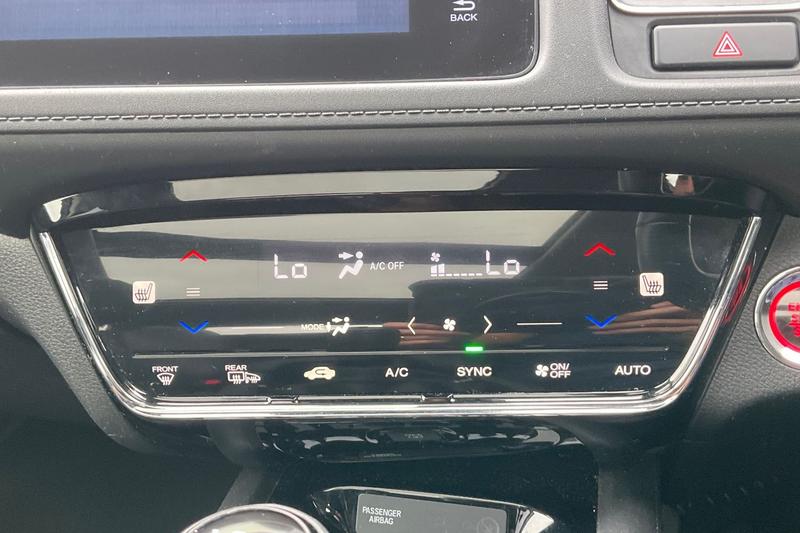 BACK
Lo A/C OFF Lo
MODE
FRONT REAR A/C SYNC ON/OFF AUTO
PASSENGER
AIRBAG